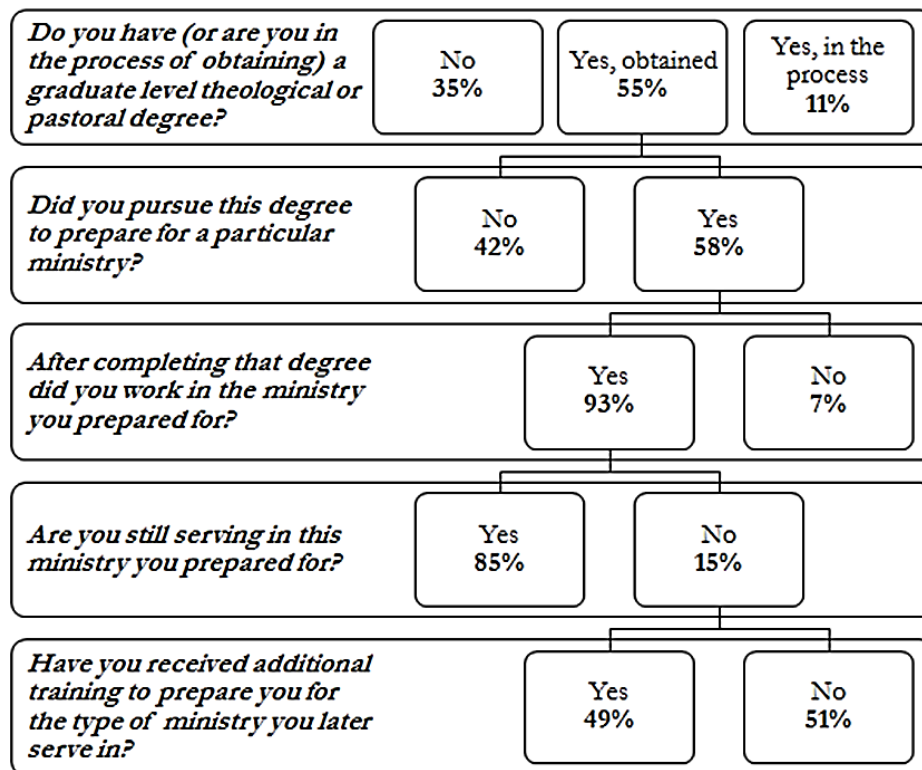 Do you have (or are you in
the process of obtaining) a
graduate level theological or
pastoral degree?
No
35%
Yes, obtained
55%
Yes, in the
process
11%
Did you pursue this degree
to prepare for a particular
ministry?
No
42%
Yes
58%
After completing that degree
did you work in the ministry
you prepared for?
Yes
93%
No
7%
Are you still serving in this
ministry you prepared for?
Yes
85%
No
15%
Have you received additional
training to prepare you for
the type of ministry you later
serve in?
Yes
49%
No
51%